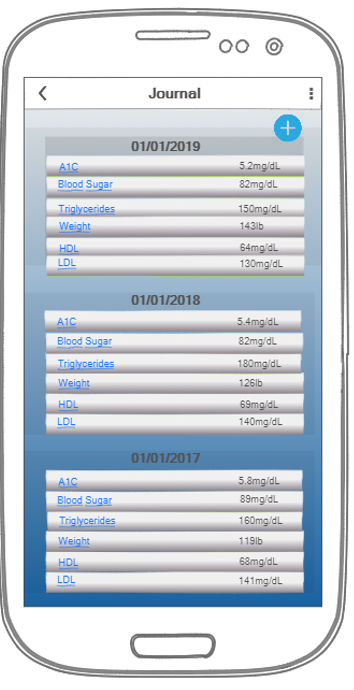 Journal
01/01/2019
A1C 5.2mg/dL
Blood Sugar 82mg/dL
Triglycerides 150mg/dL
Weight 143lb
HDL 64mg/dL
LDL 130mg/dL
01/01/2018
A1C 5.4mg/dL
Blood Sugar 82mg/dL
Triglycerides 180mg/dL
Weight 126lb
HDL 69mg/dL
LDL 140mg/dL
01/01/2017
A1C 5.8mg/dL
Blood Sugar 89mg/dL
Triglycerides 160mg/dL
Weight 119lb
HDL 68mg/dL
LDL 141mg/dL